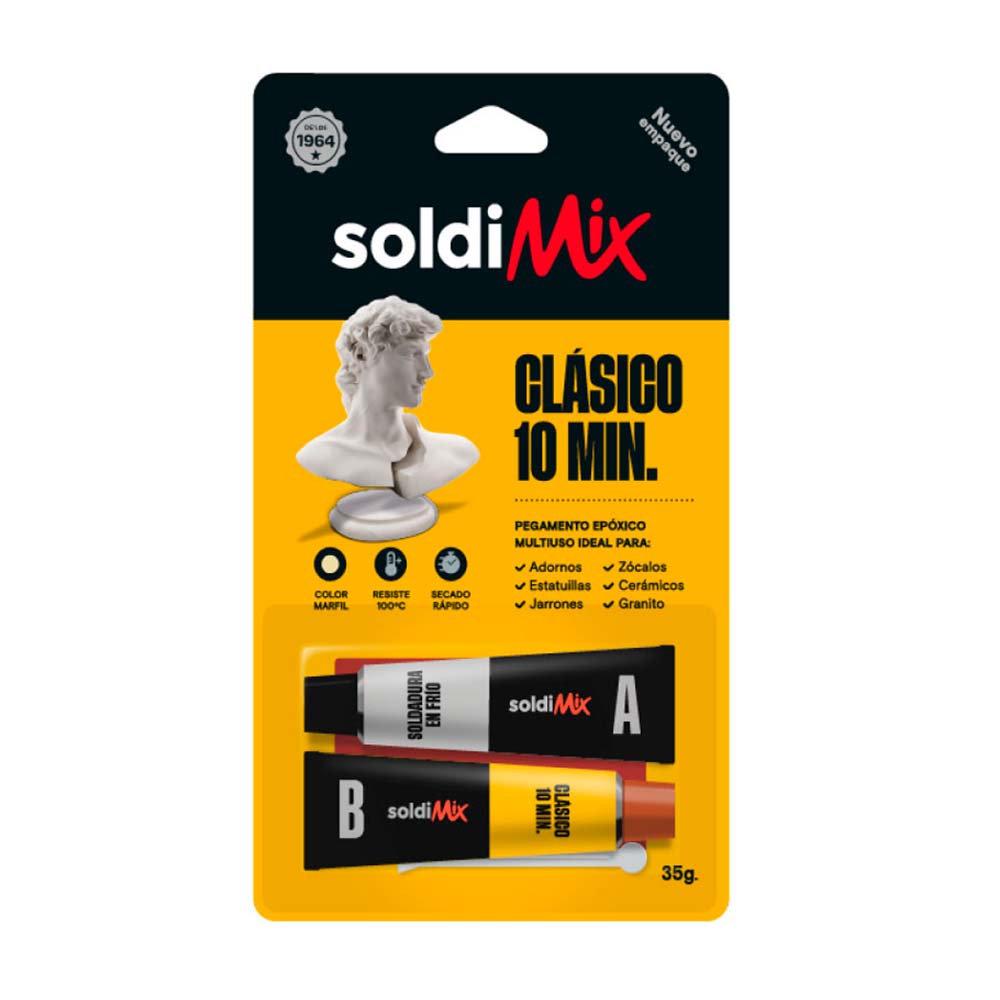 DESDE
1964
Nuevo
empaque
soldiMix
CLÁSICO
10 MIN.
PEGAMENTO EPÓXICO
MULTIUSO IDEAL PARA:
Adornos
Zócalos
Estatuillas
Cerámicos
Jarrones
Granito
COLOR
MARFIL
RESISTE
100°C
SECADO
RÁPIDO
SOLDADURA
EN FRÍO
soldiMix
A
B
soldiMix
CLÁSICO
10 MIN.
35g.